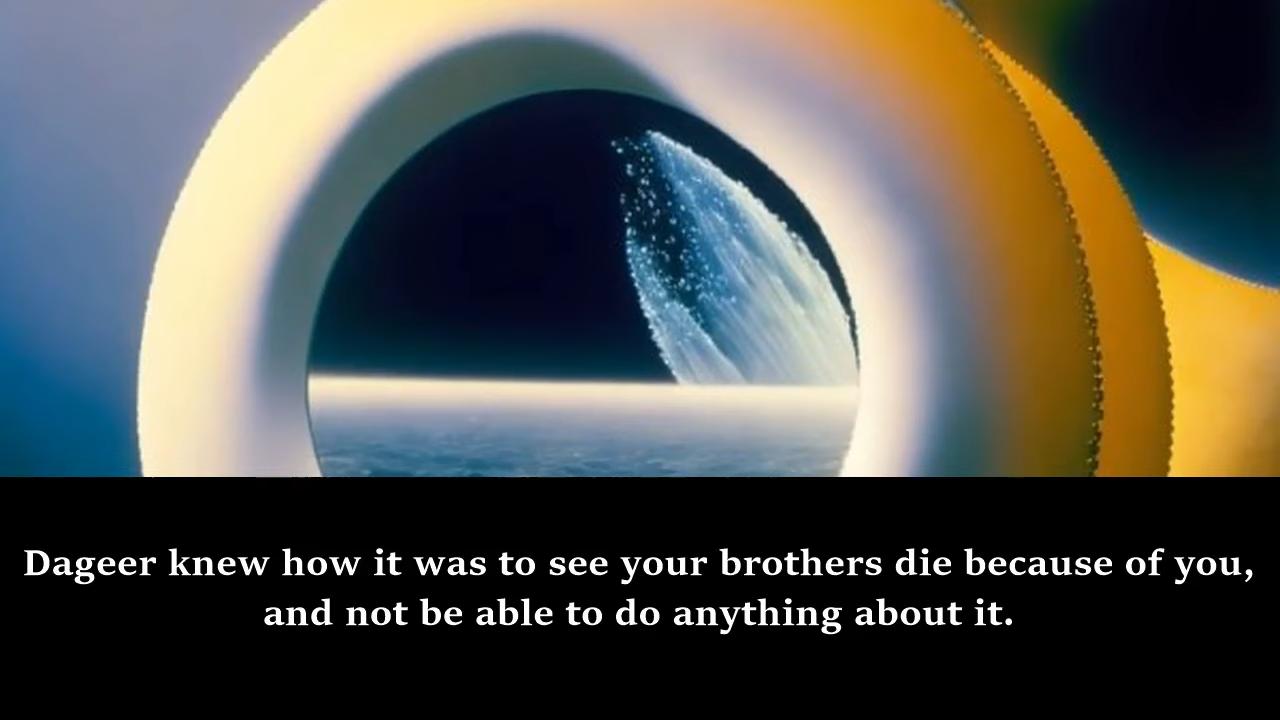 Dageer knew how it was to see your brothers die because of you,
and not be able to do anything about it.